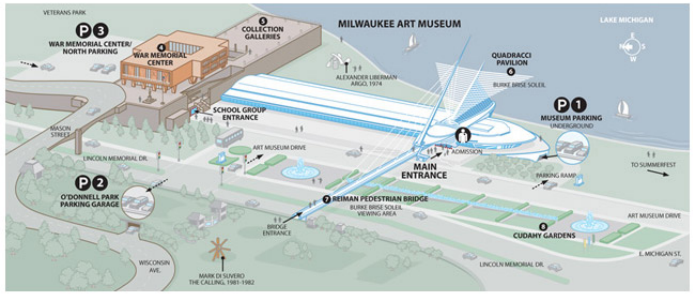 VETERANS PARK
P 3
WAR MEMORIAL CENTER/
NORTH PARKING
5
COLLECTION
GALLERIES
4
WAR MEMORIAL
CENTER
MILWAUKEE ART MUSEUM
LAKE MICHIGAN
E
N S
W
ALEXANDER LIBERMAN
ARGO, 1974
QUADRACCI
PAVILION
6
BURKE BRISE SOLEIL
P 1
MUSEUM PARKING
UNDERGROUND
SCHOOL GROUP
ENTRANCE
MASON
STREET
LINCOLN MEMORIAL DR.
ART MUSEUM DRIVE
ADMISSION
MAIN
ENTRANCE
TO SUMMERFEST
PARKING RAMP
P 2
O'DONNELL PARK
PARKING GARAGE
7 REIMAN PEDESTRIAN BRIDGE
BURKE BRISE SOLEIL
VIEWING AREA
BRIDGE
ENTRANCE
ART MUSEUM DRIVE
8
CUDAHY GARDENS
E. MICHIGAN ST.
WISCONSIN
AVE.
MARK DI SUVERO
THE CALLING, 1981-1982
LINCOLN MEMORIAL DR.